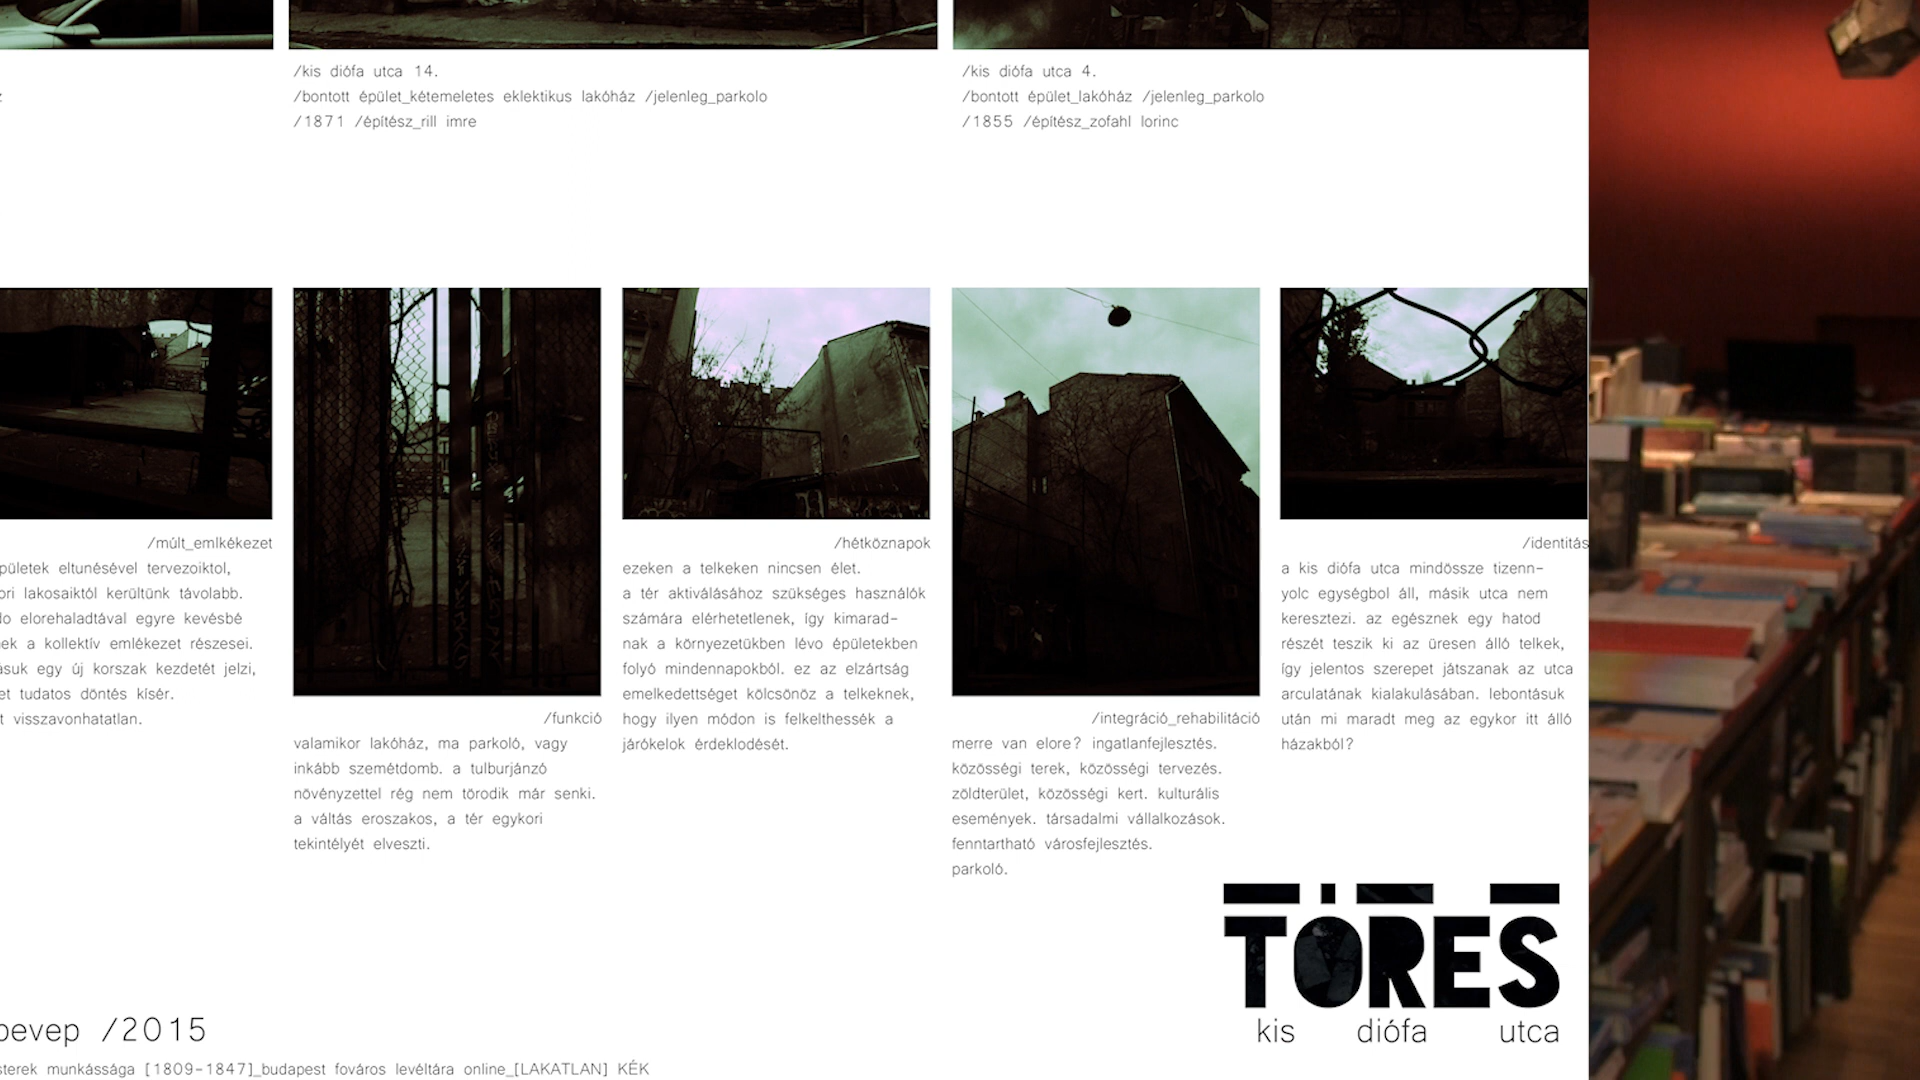 /kis diófa utca 14.
/bontott épület_kétemeletes eklektikus lakóház /jelenleg_parkolo
/1871 /építész_rill imre
/kis diófa utca 4.
/bontott épület_lakóház /jelenleg_parkolo
/1855 /építész_zofahl lorinc
/múlt_emlkékezet
eltunésével tervezoiktol,
lakosaiktól kerültünk távolabb.
elorehaladtával egyre kevésbé
a kollektív emlékezet részesei.
egy új korszak kezdetét jelzi,
tudatos döntés kísér.
visszavonhatatlan.
/funkció
valamikor lakóház, ma parkoló, vagy
inkább szemétdomb. a tulburjánzó
növényzettel rég nem törodik már senki.
a váltás eroszakos, a tér egykori
tekintélyét elveszti.
/hétköznapok
ezeken a telkeken nincsen élet.
a tér aktiválásához szükséges használók
számára elérhetetlenek, így kimarad-
nak a környezetükben lévo épületekben
folyó mindennapokból. ez az elzártság
emelkedettséget kölcsönöz a telkeknek,
hogy ilyen módon is felkelthessék a
járókelok érdeklodését.
/integráció_rehabilitáció
merre van elore? ingatlanfejlesztés.
közösségi terek, közösségi tervezés.
zöldterület, közösségi kert. kulturális
események. társadalmi vállalkozások.
fenntartható városfejlesztés.
parkoló.
/identitás
a kis diófa utca mindössze tizenn-
yolc egységbol áll, másik utca nem
keresztezi. az egésznek egy hatod
részét teszik ki az üresen álló telkek,
így jelentos szerepet játszanak az utca
arculatának kialakulásában. lebontásuk
után mi maradt meg az egykor itt álló
házakból?
TÖRES
kis diófa utca
/2015
munkássága [1809-1847]_budapest fováros levéltára online_[LAKATLAN] KÉK